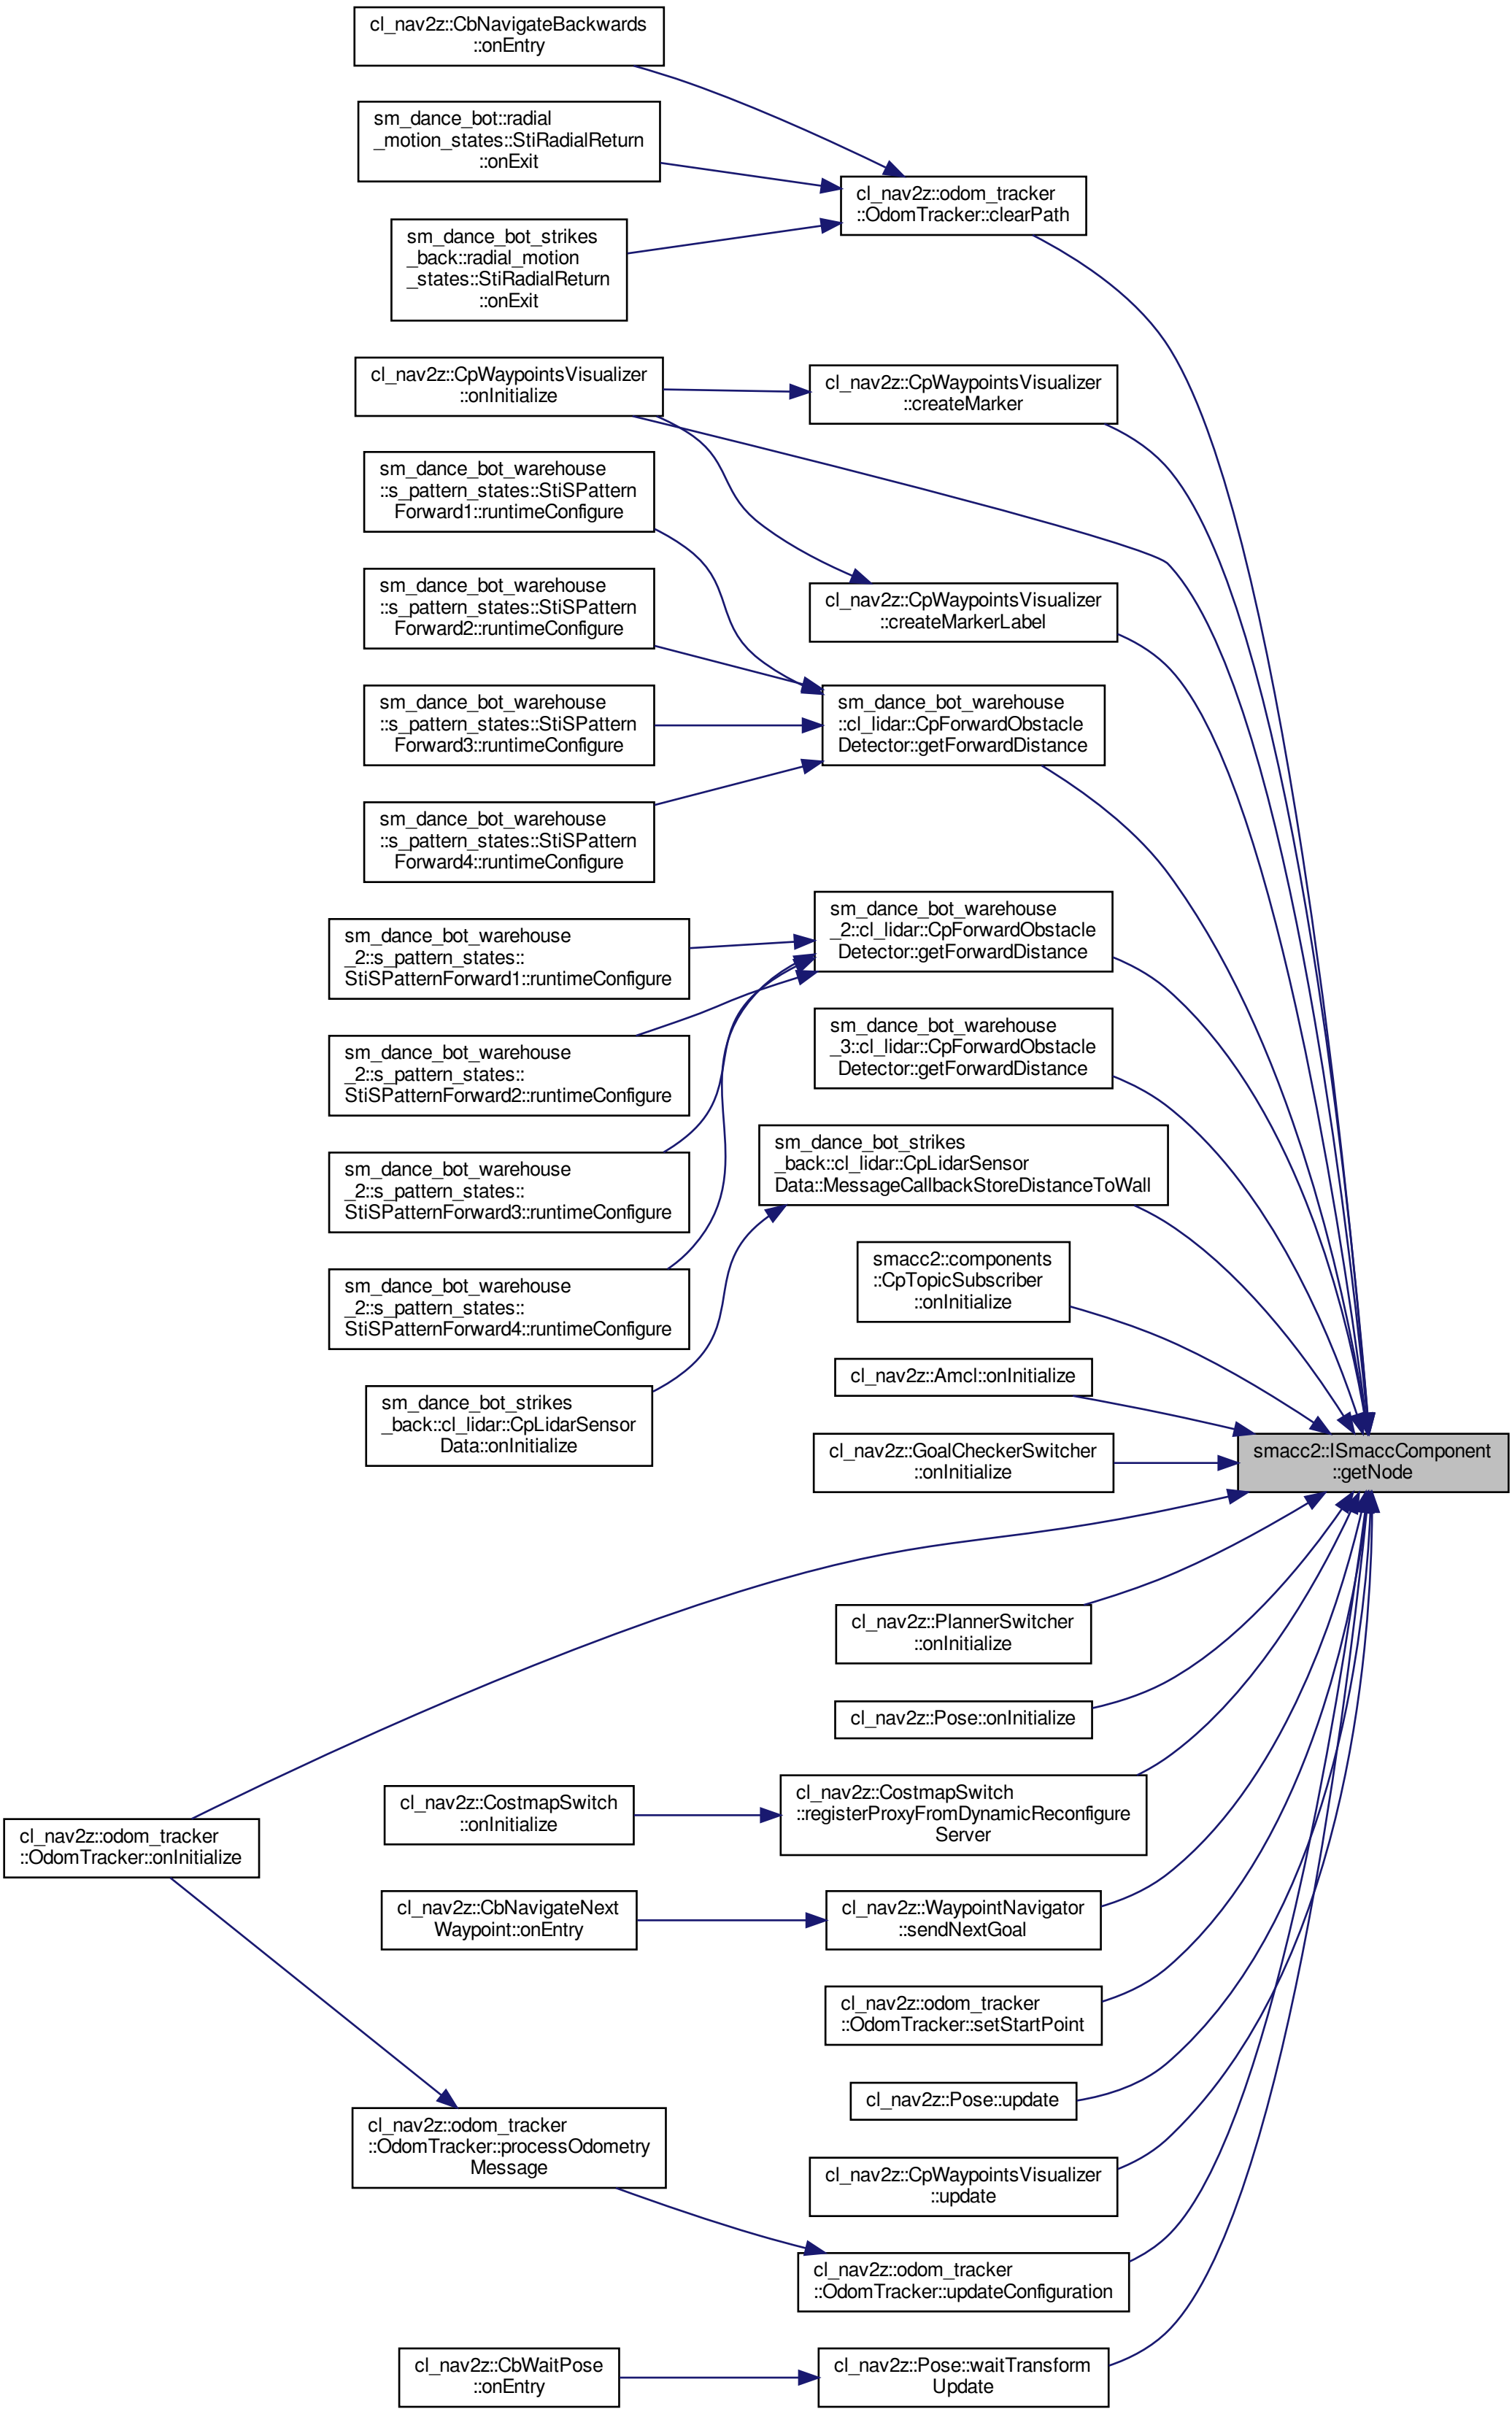 cl_nav2z::CbNavigateBackwards
::onEntry
sm_dance_bot::radial
_motion_states::StiRadialReturn
::onExit
cl_nav2z::odom_tracker
::OdomTracker::clearPath
sm_dance_bot_strikes
_back::radial_motion
_states::StiRadialReturn
::onExit
cl_nav2z::CpWaypointsVisualizer
::onInitialize
cl_nav2z::CpWaypointsVisualizer
::createMarker
sm_dance_bot_warehouse
::s_pattern_states::StiSPattern
Forward1::runtimeConfigure
sm_dance_bot_warehouse
::s_pattern_states::StiSPattern
Forward2::runtimeConfigure
cl_nav2z::CpWaypointsVisualizer
::createMarkerLabel
sm_dance_bot_warehouse
::s_pattern_states::StiSPattern
Forward3::runtimeConfigure
sm_dance_bot_warehouse
::cl_lidar::CpForwardObstacle
Detector::getForwardDistance
sm_dance_bot_warehouse
::s_pattern_states::StiSPattern
Forward4::runtimeConfigure
sm_dance_bot_warehouse
_2::cl_lidar::CpForwardObstacle
Detector::getForwardDistance
sm_dance_bot_warehouse
_2::s_pattern_states::
StiSPatternForward1::runtimeConfigure
sm_dance_bot_warehouse
_3::cl_lidar::CpForwardObstacle
Detector::getForwardDistance
sm_dance_bot_warehouse
_2::s_pattern_states::
StiSPatternForward2::runtimeConfigure
sm_dance_bot_strikes
_back::cl_lidar::CpLidarSensor
Data::MessageCallbackStoreDistanceToWall
sm_dance_bot_warehouse
_2::s_pattern_states::
StiSPatternForward3::runtimeConfigure
smacc2::components
::CpTopicSubscriber
::onInitialize
sm_dance_bot_warehouse
_2::s_pattern_states::
StiSPatternForward4::runtimeConfigure
cl_nav2z::Amcl::onInitialize
sm_dance_bot_strikes
_back::cl_lidar::CpLidarSensor
Data::onInitialize
cl_nav2z::GoalCheckerSwitcher
::onInitialize
smacc2::ISmaccComponent
::getNode
cl_nav2z::PlannerSwitcher
::onInitialize
cl_nav2z::Pose::onInitialize
cl_nav2z::CostmapSwitch
::registerProxyFromDynamicReconfigure
Server
cl_nav2z::CostmapSwitch
::onInitialize
cl_nav2z::odom_tracker
::OdomTracker::onInitialize
cl_nav2z::CbNavigateNext
Waypoint::onEntry
cl_nav2z::WaypointNavigator
::sendNextGoal
cl_nav2z::odom_tracker
::OdomTracker::setStartPoint
cl_nav2z::Pose::update
cl_nav2z::odom_tracker
::OdomTracker::processOdometry
Message
cl_nav2z::CpWaypointsVisualizer
::update
cl_nav2z::odom_tracker
::OdomTracker::updateConfiguration
cl_nav2z::CbWaitPose
::onEntry
cl_nav2z::Pose::waitTransform
Update